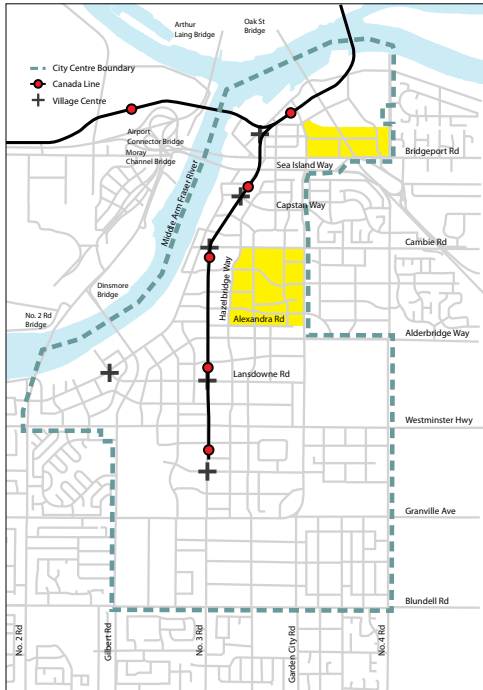 Arthur
Laing Bridge
Oak St
Bridge
City Centre Boundary
Canada Line
Village Centre
Airport
Connector Bridge
Moray
Channel Bridge
Bridgeport Rd
Sea Island Way
Capstan Way
Middle Arm Fraser River
Cambie Rd
Hazelbridge Way
Dinsmore
Bridge
No. 2 Rd
Bridge
Alexandra Rd
Alderbridge Way
Lansdowne Rd
Westminster Hwy
Granville Ave
Blundell Rd
No. 2 Rd
Gilbert Rd
No. 3 Rd
Garden City Rd
No.4 Rd